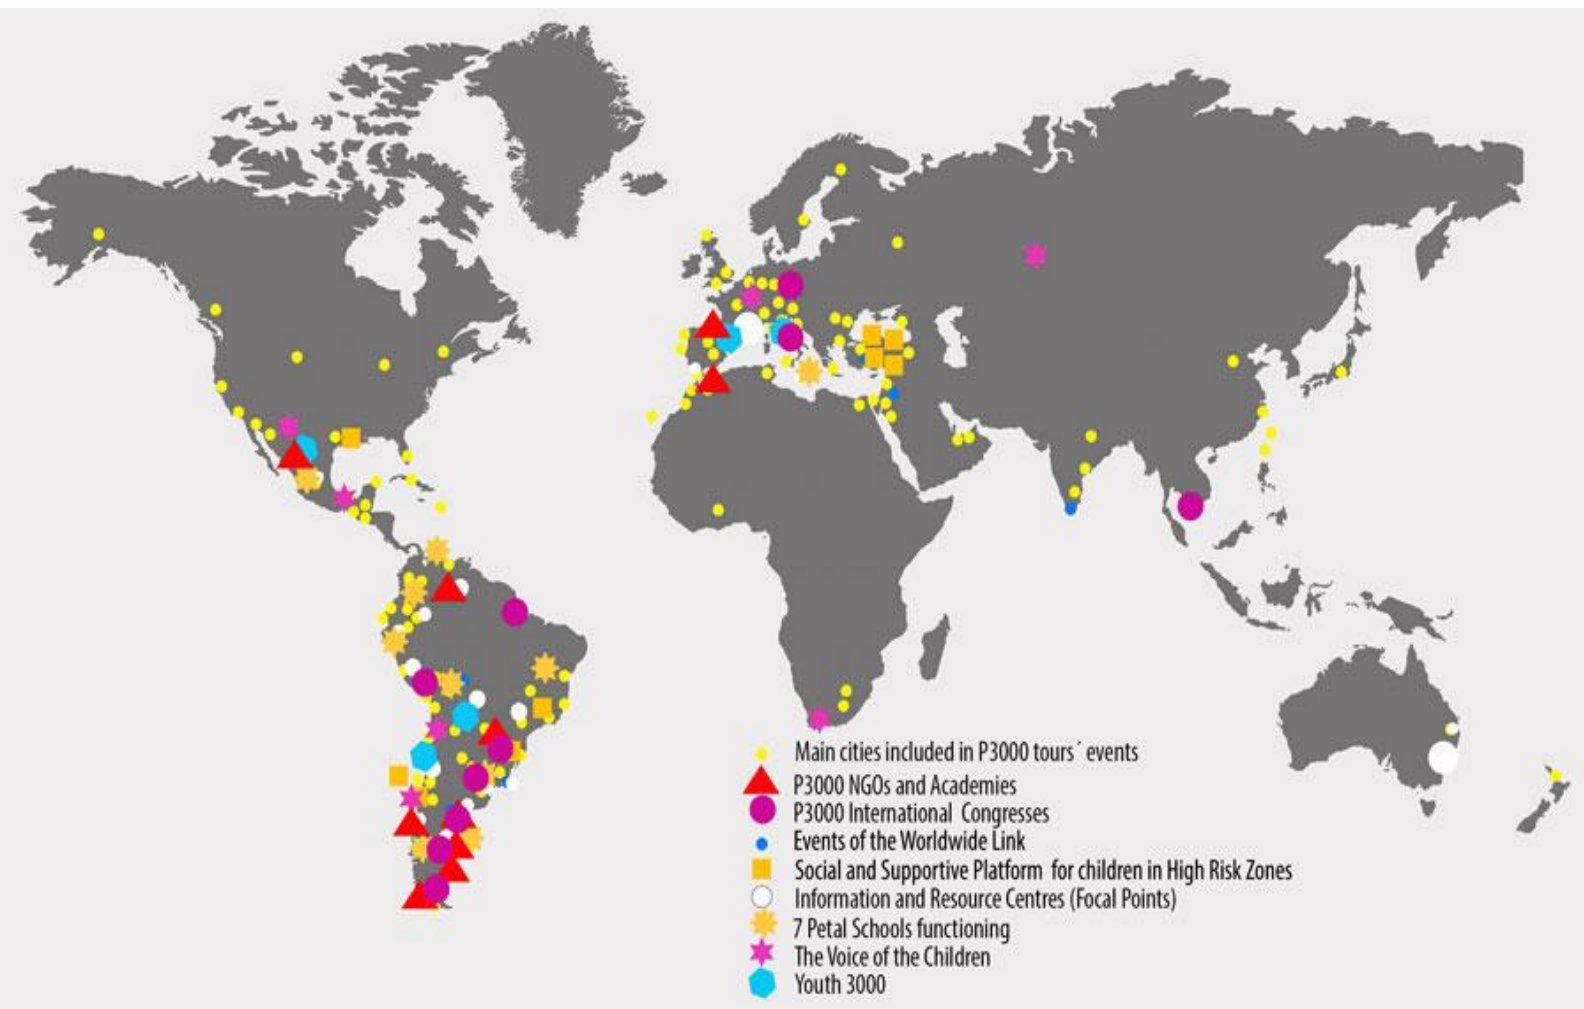 Main cities included in P3000 tours´ events
P3000 NGOs and Academies
P3000 International Congresses
Events of the Worldwide Link
Social and Supportive Platform for children in High Risk Zones
Information and Resource Centres (Focal Points)
7 Petal Schools functioning
The Voice of the Children
Youth 3000